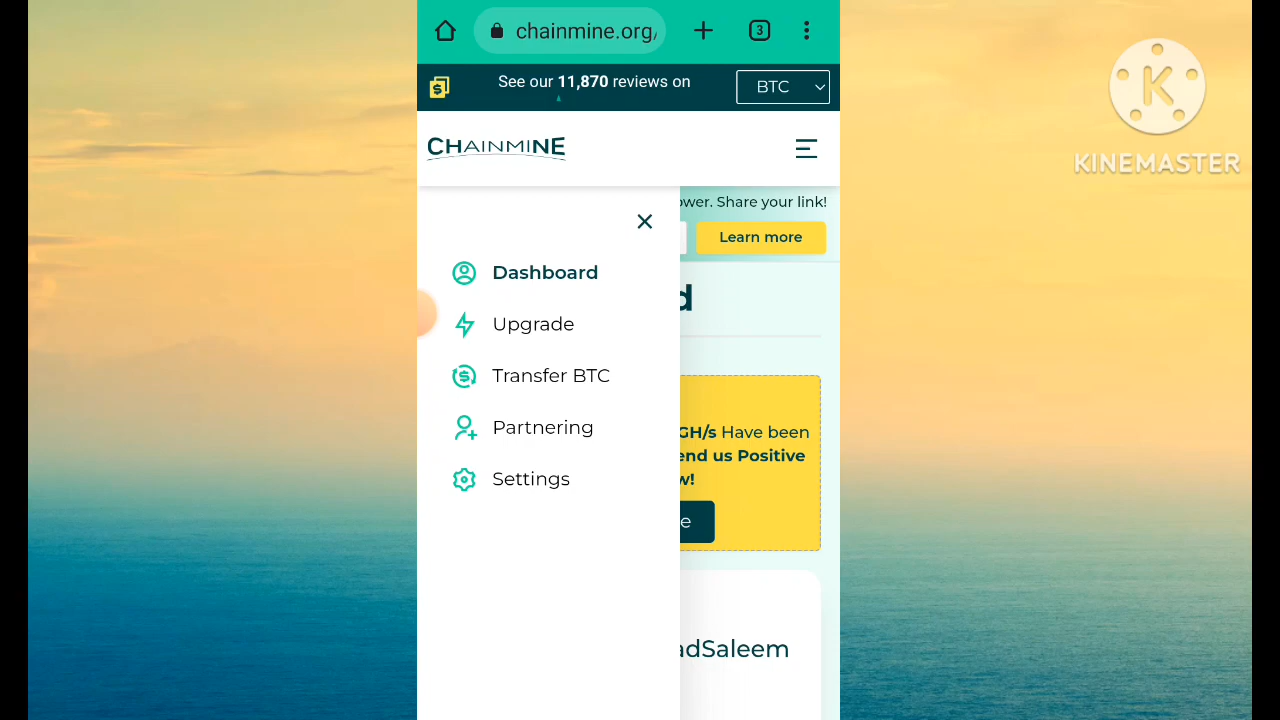 chainmine.org/
3
See our 11,870 reviews on
BTC
CHAINMINE
ower. Share your link!
Learn more
Dashboard
Upgrade
Transfer BTC
Partnering
Settings
d
GH/s Have been
end us Positive
w!
e
adSaleem
K
KINEMASTER